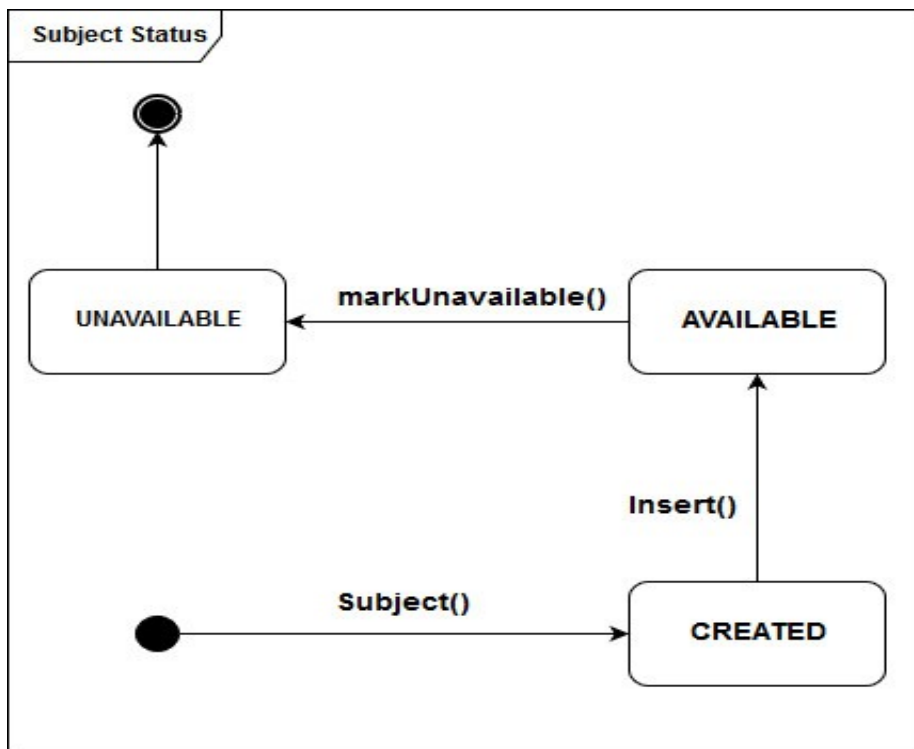 Subject Status
UNAVAILABLE
markUnavailable()
AVAILABLE
Insert()
Subject()
CREATED